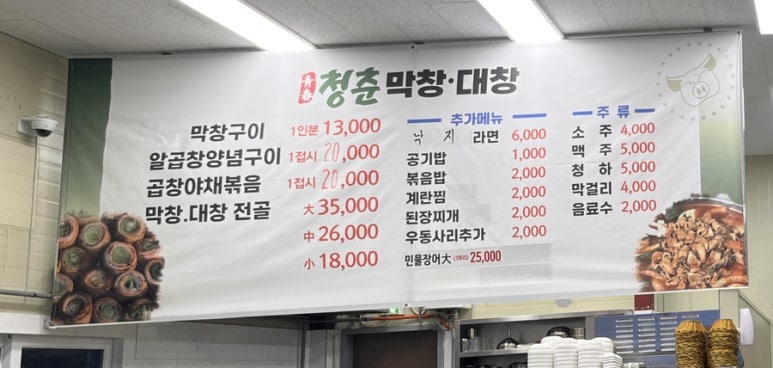 청춘 막창·대창
막창구이 1인분 13,000
알곱창양념구이 1접시 20,000
곱창야채볶음 1접시 20,000
막창.대창 전골 大 35,000
中 26,000
小 18,000
추가메뉴
낙지 라면 6,000
공기밥 1,000
볶음밥 2,000
계란찜 2,000
된장찌개 2,000
우동사리추가 2,000
민물장어大 (1마리) 25,000
주류
소주 4,000
맥주 5,000
청하 5,000
막걸리 4,000
음료수 2,000